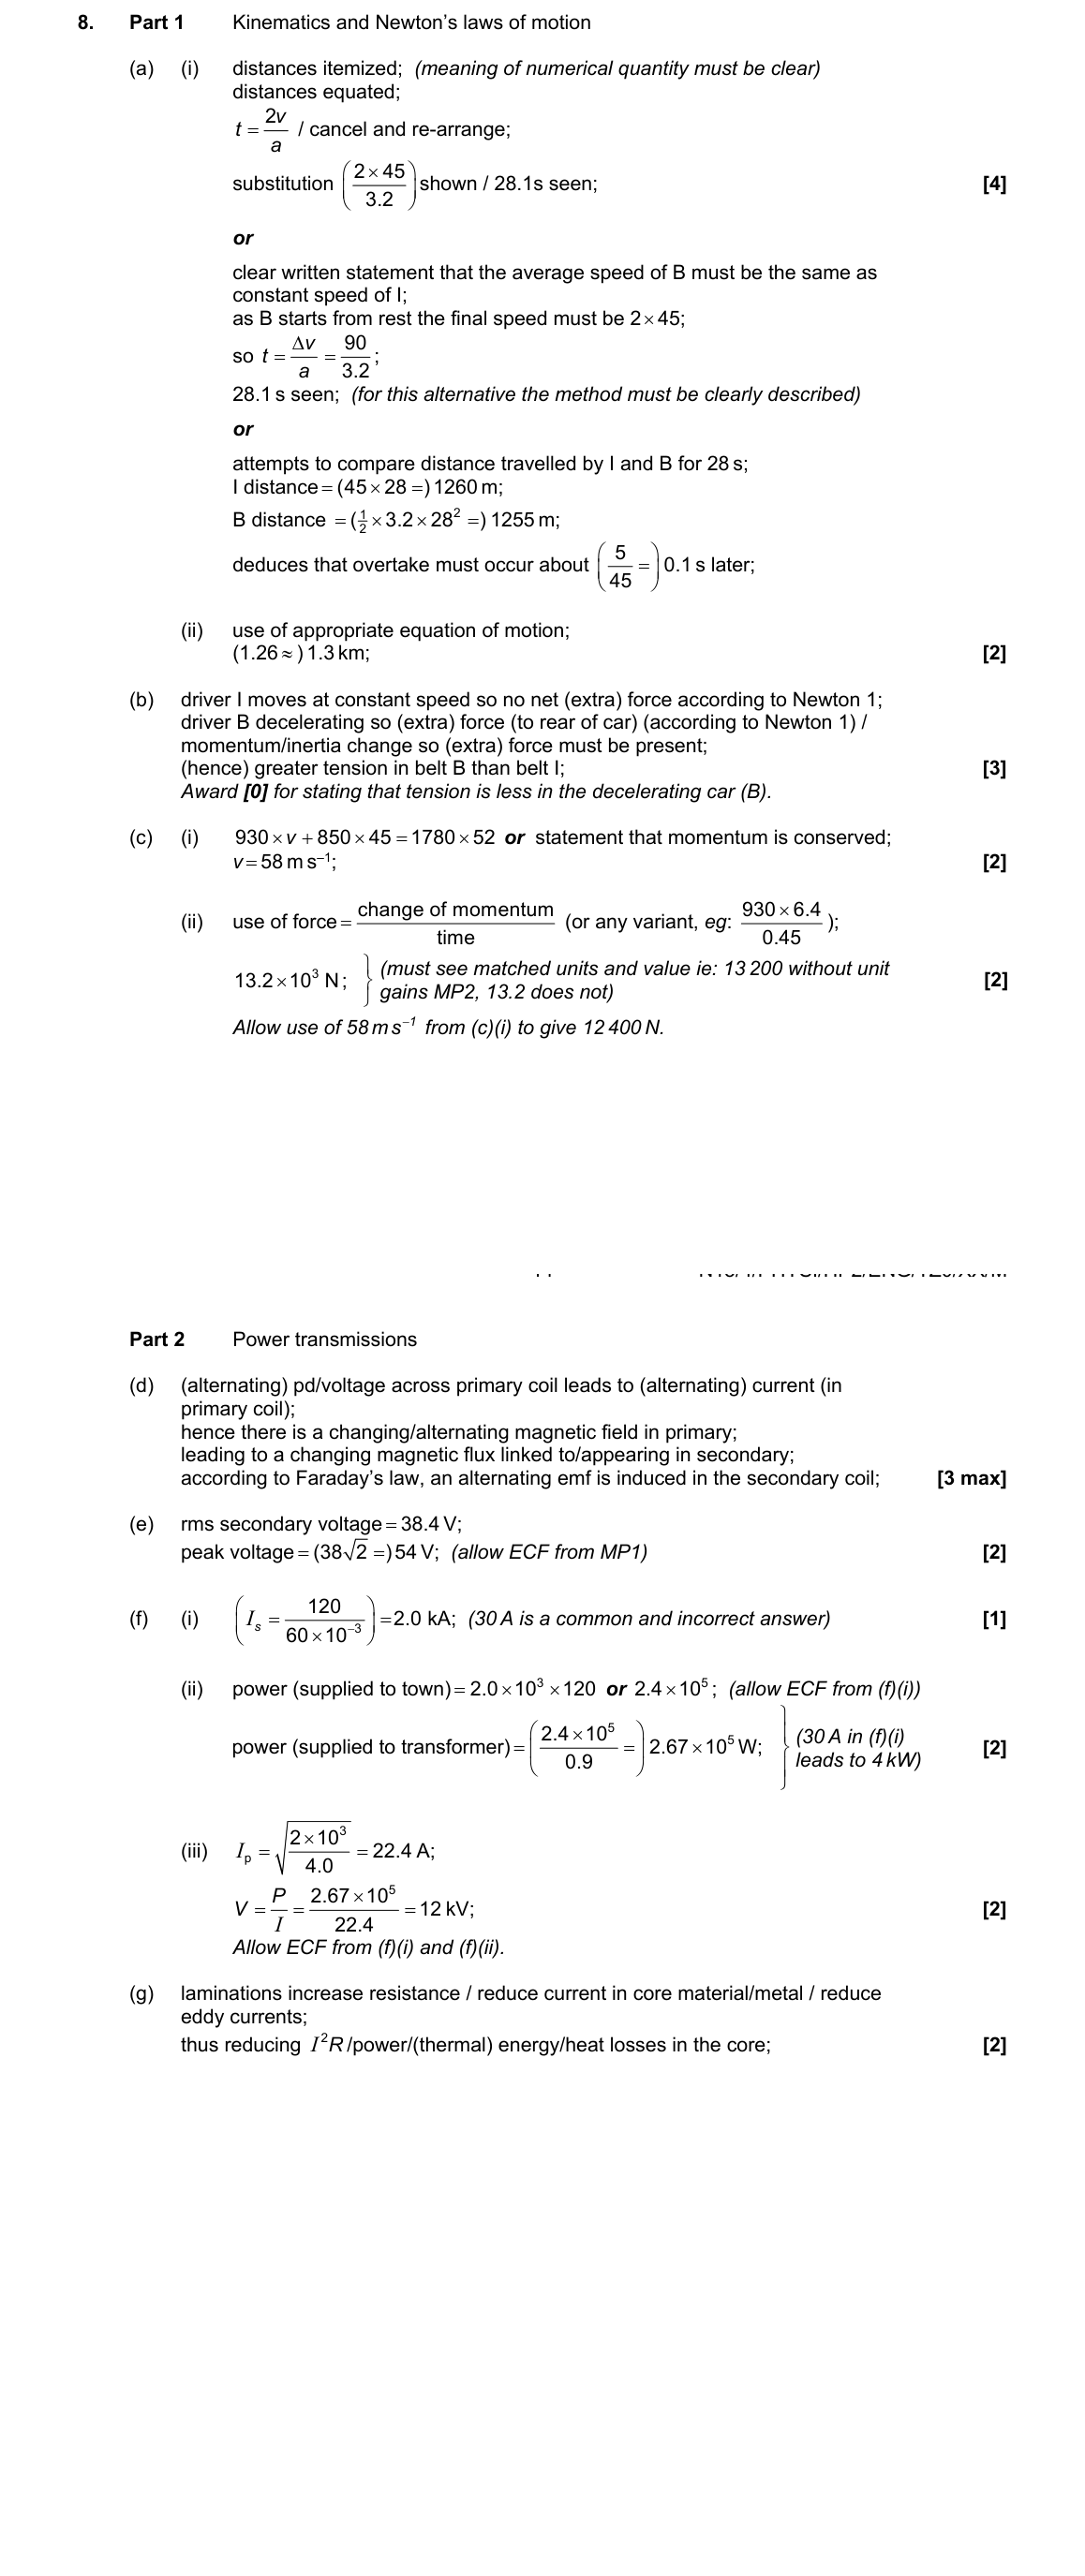 8. Part 1 Kinematics and Newton’s laws of motion
(a) (i) distances itemized; (meaning of numerical quantity must be clear)
distances equated;
t = 2v/a / cancel and re-arrange;
substitution (2 × 45 / 3.2) shown / 28.1s seen; [4]
or
clear written statement that the average speed of B must be the same as
constant speed of I;
as B starts from rest the final speed must be 2 × 45;
so t = Δv/a = 90/3.2;
28.1 s seen; (for this alternative the method must be clearly described)
or
attempts to compare distance travelled by I and B for 28 s;
I distance = (45 × 28 =) 1260 m;
B distance = (½ × 3.2 × 28² =) 1255 m;
deduces that overtake must occur about (5/45 =) 0.1 s later;
(ii) use of appropriate equation of motion;
(1.26 ≈) 1.3 km; [2]
(b) driver I moves at constant speed so no net (extra) force according to Newton 1;
driver B decelerating so (extra) force (to rear of car) (according to Newton 1) /
momentum/inertia change so (extra) force must be present;
(hence) greater tension in belt B than belt I; [3]
Award [0] for stating that tension is less in the decelerating car (B).
(c) (i) 930 × v + 850 × 45 = 1780 × 52 or statement that momentum is conserved;
v = 58 m s⁻¹; [2]
(ii) use of force = change of momentum/time (or any variant, eg: 930 × 6.4/0.45);
13.2 × 10³ N; } (must see matched units and value ie: 13 200 without unit
gains MP2, 13.2 does not) [2]
Allow use of 58 m s⁻¹ from (c)(i) to give 12 400 N.
Part 2 Power transmissions
(d) (alternating) pd/voltage across primary coil leads to (alternating) current (in
primary coil);
hence there is a changing/alternating magnetic field in primary;
leading to a changing magnetic flux linked to/appearing in secondary;
according to Faraday’s law, an alternating emf is induced in the secondary coil; [3 max]
(e) rms secondary voltage = 38.4 V;
peak voltage = (38√2 =) 54 V; (allow ECF from MP1) [2]
(f) (i) (Iₛ = 120 / 60 × 10⁻³) = 2.0 kA; (30 A is a common and incorrect answer) [1]
(ii) power (supplied to town) = 2.0 × 10³ × 120 or 2.4 × 10⁵; (allow ECF from (f)(i))
power (supplied to transformer) = (2.4 × 10⁵ / 0.9 =) 2.67 × 10⁵ W; } (30 A in (f)(i)
leads to 4 kW) [2]
(iii) Iₚ = √(2 × 10³ / 4.0) = 22.4 A;
V = P/I = 2.67 × 10⁵ / 22.4 = 12 kV; [2]
Allow ECF from (f)(i) and (f)(ii).
(g) laminations increase resistance / reduce current in core material/metal / reduce
eddy currents;
thus reducing I²R/power/(thermal) energy/heat losses in the core; [2]